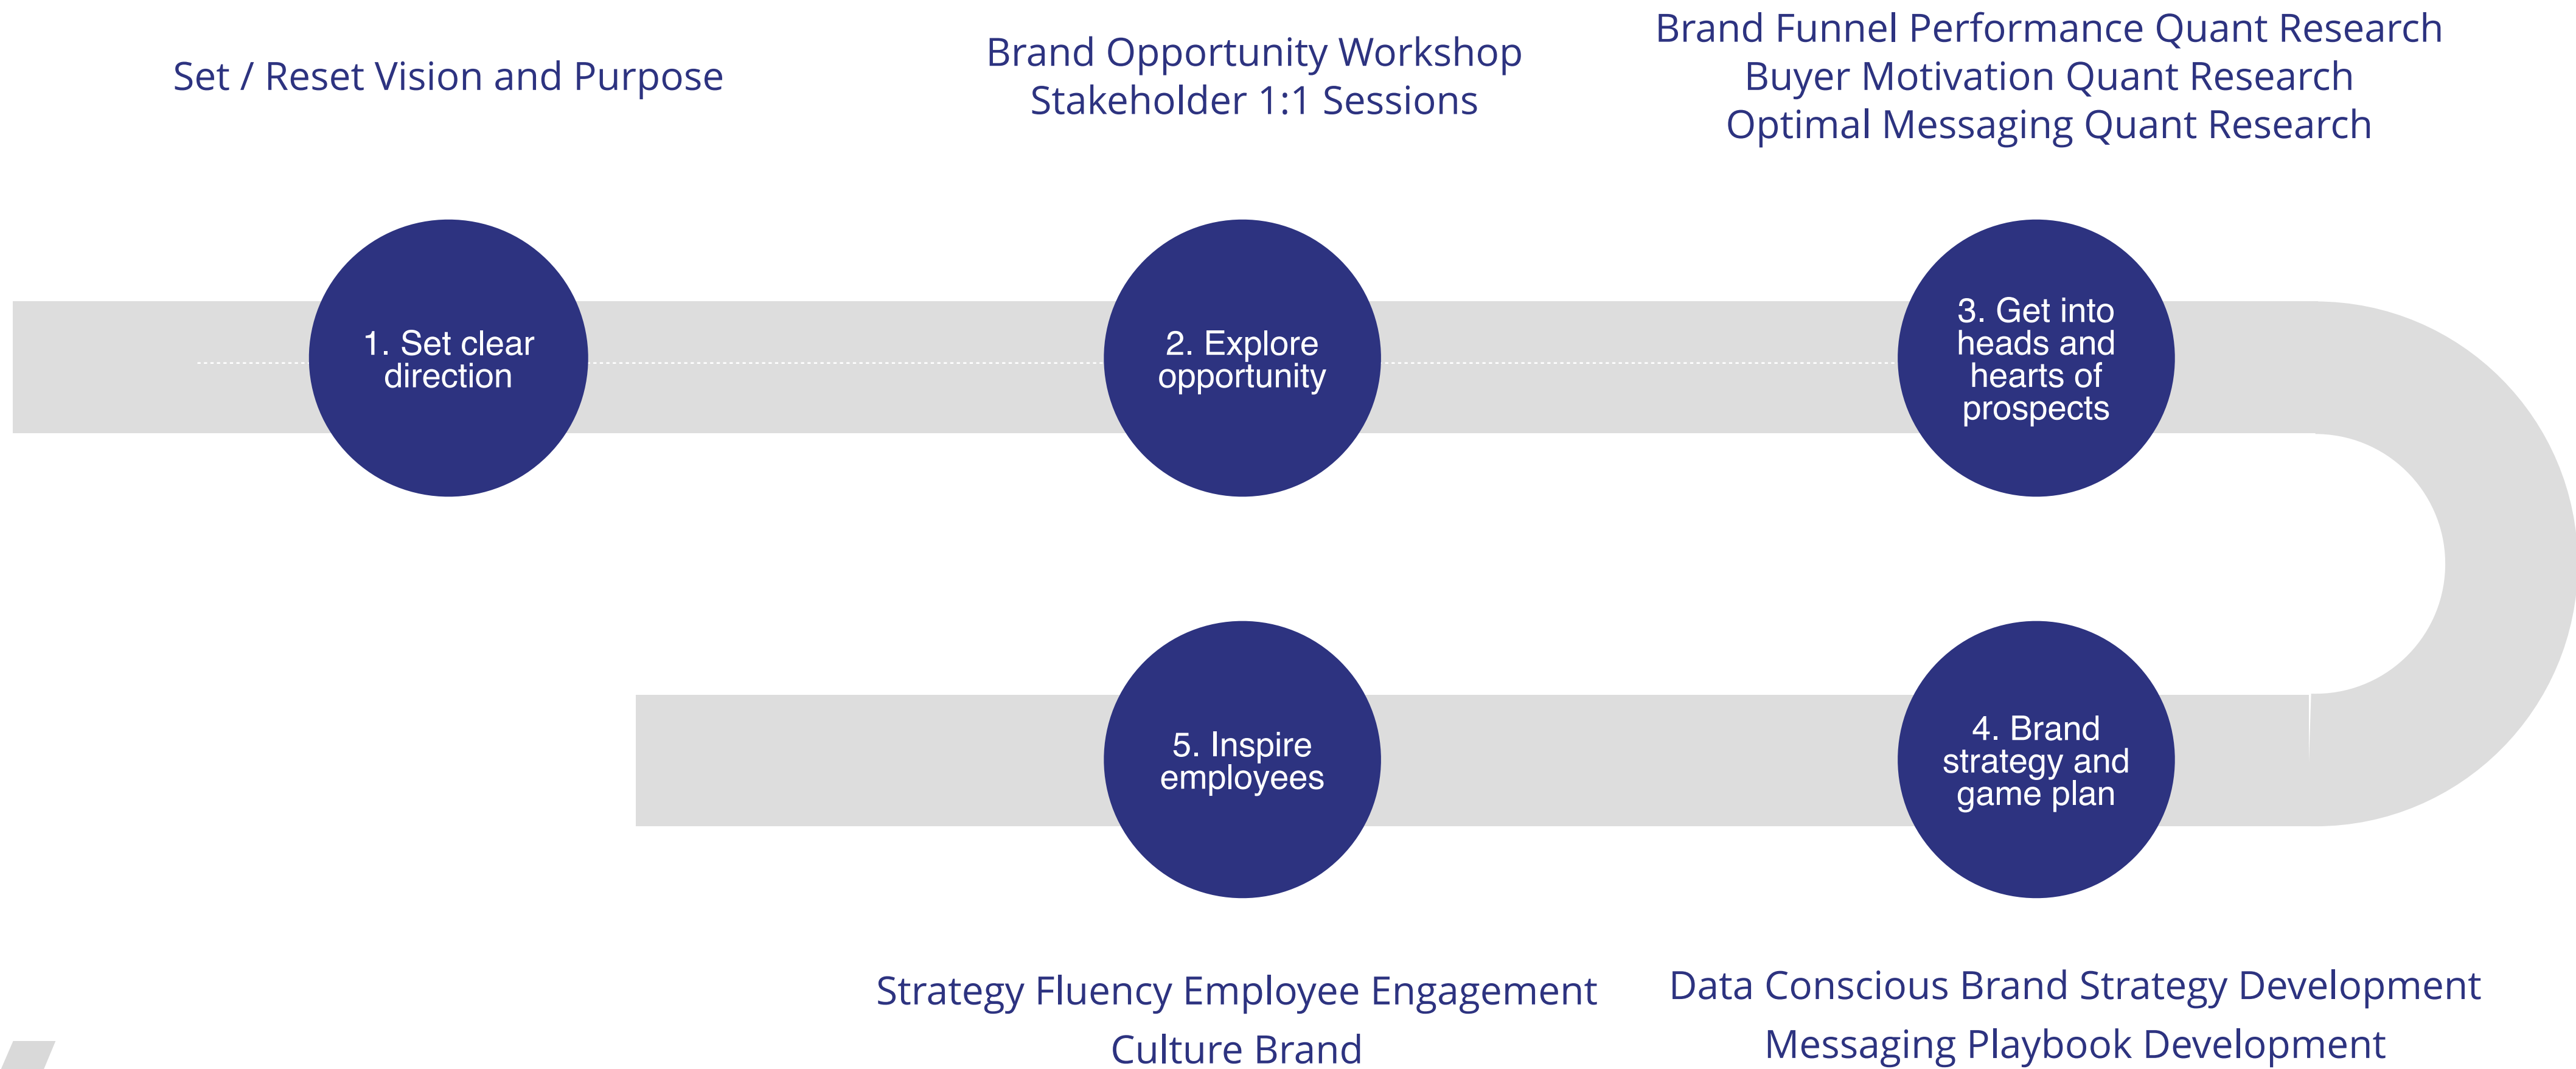 Set / Reset Vision and Purpose
Brand Opportunity Workshop
Stakeholder 1:1 Sessions
Brand Funnel Performance Quant Research
Buyer Motivation Quant Research
Optimal Messaging Quant Research
1. Set clear
direction
2. Explore
opportunity
3. Get into
heads and
hearts of
prospects
4. Brand
strategy and
game plan
5. Inspire
employees
Data Conscious Brand Strategy Development
Messaging Playbook Development
Strategy Fluency Employee Engagement
Culture Brand